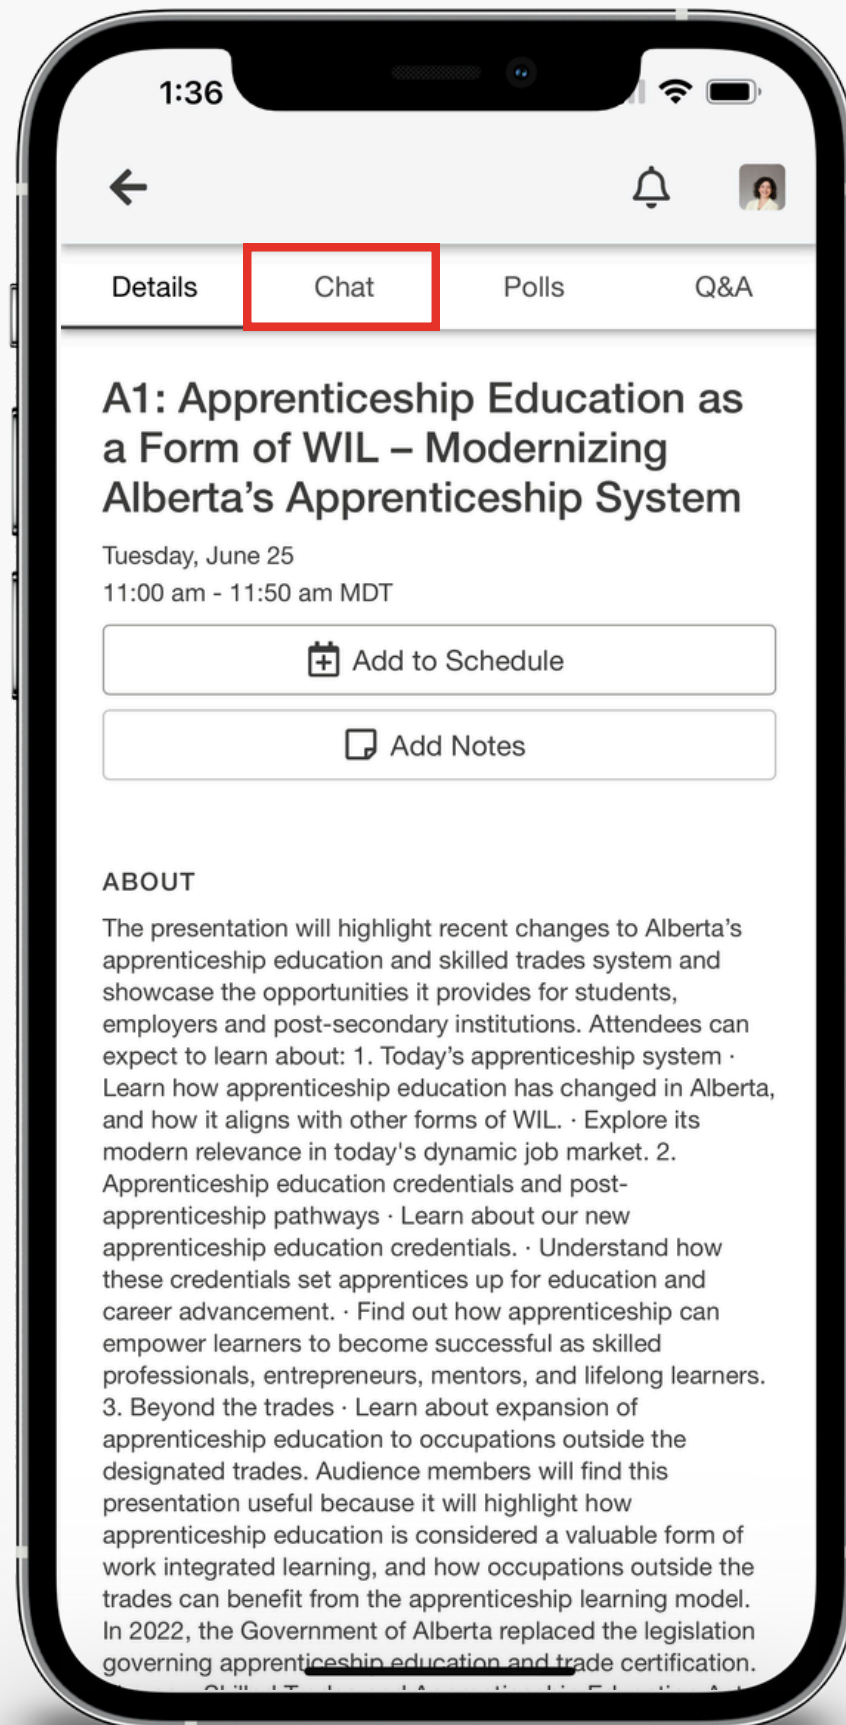 1:36
Details Chat Polls Q&A
A1: Apprenticeship Education as
a Form of WIL – Modernizing
Alberta’s Apprenticeship System
Tuesday, June 25
11:00 am - 11:50 am MDT
Add to Schedule
Add Notes
ABOUT
The presentation will highlight recent changes to Alberta’s
apprenticeship education and skilled trades system and
showcase the opportunities it provides for students,
employers and post-secondary institutions. Attendees can
expect to learn about: 1. Today’s apprenticeship system ·
Learn how apprenticeship education has changed in Alberta,
and how it aligns with other forms of WIL. · Explore its
modern relevance in today's dynamic job market. 2.
Apprenticeship education credentials and post-
apprenticeship pathways · Learn about our new
apprenticeship education credentials. · Understand how
these credentials set apprentices up for education and
career advancement. · Find out how apprenticeship can
empower learners to become successful as skilled
professionals, entrepreneurs, mentors, and lifelong learners.
3. Beyond the trades · Learn about expansion of
apprenticeship education to occupations outside the
designated trades. Audience members will find this
presentation useful because it will highlight how
apprenticeship education is considered a valuable form of
work integrated learning, and how occupations outside the
trades can benefit from the apprenticeship learning model.
In 2022, the Government of Alberta replaced the legislation
governing apprenticeship education and trade certification.